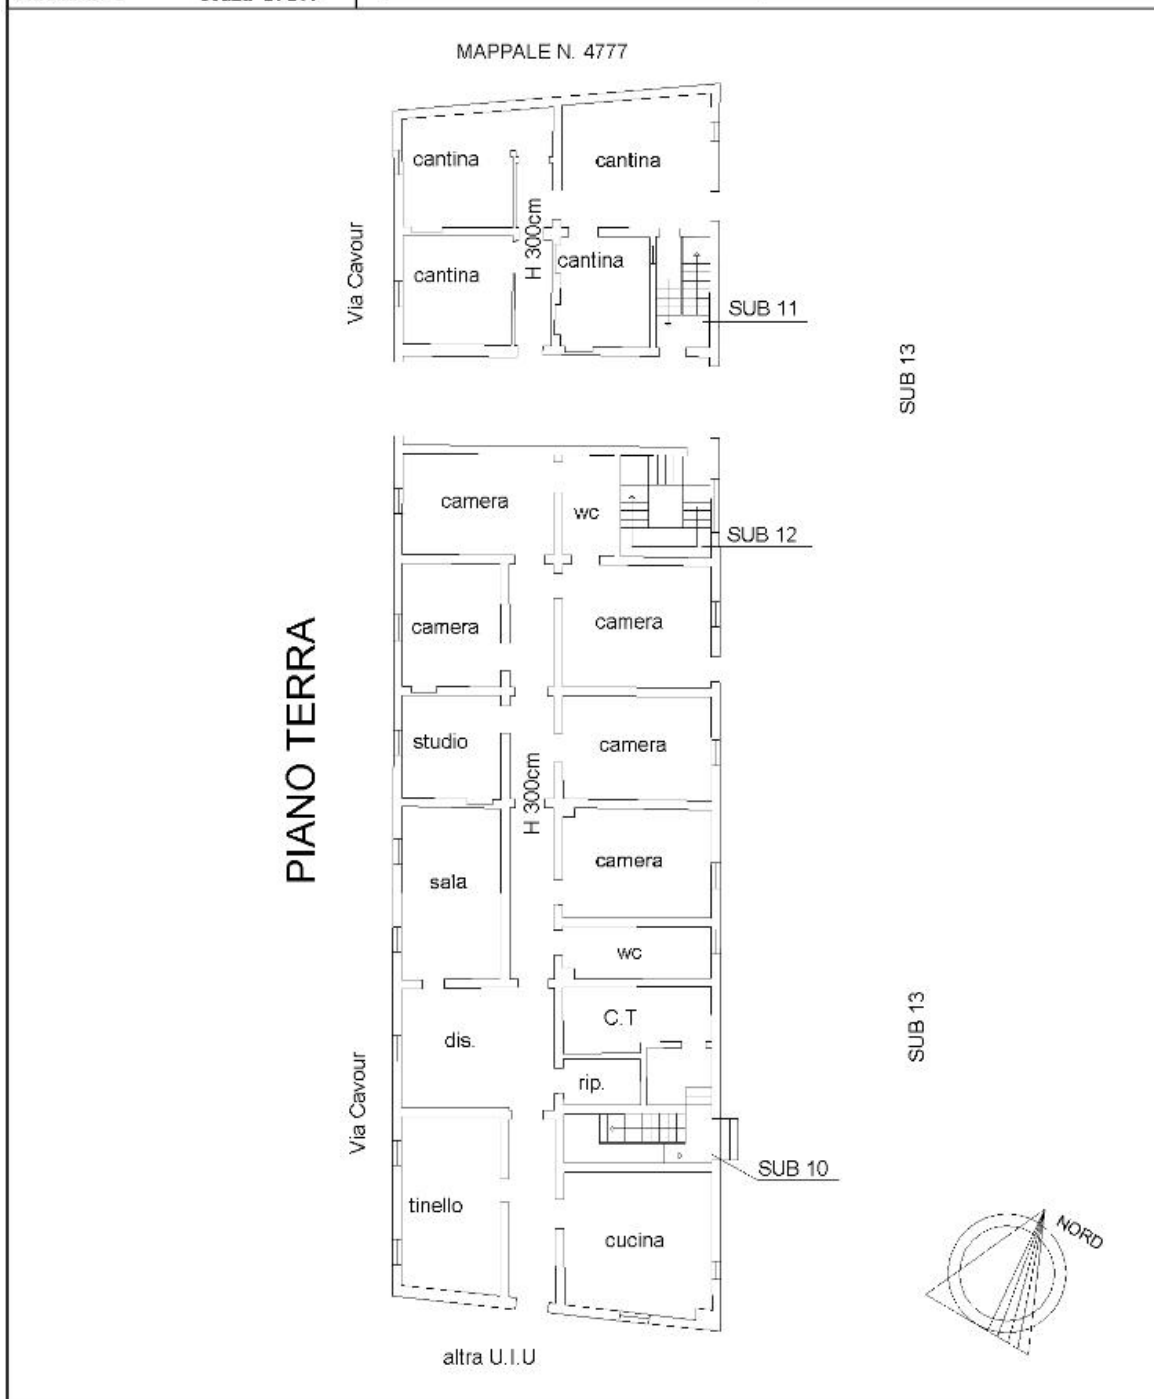 MAPPALE N. 4777
cantina
cantina
Via Cavour
H 300cm
cantina
cantina
SUB 11
SUB 13
camera
wc
SUB 12
camera
camera
PIANO TERRA
studio
camera
H 300cm
camera
sala
wc
C.T
SUB 13
dis.
rip.
Via Cavour
SUB 10
tinello
cucina
NORD
altra U.I.U